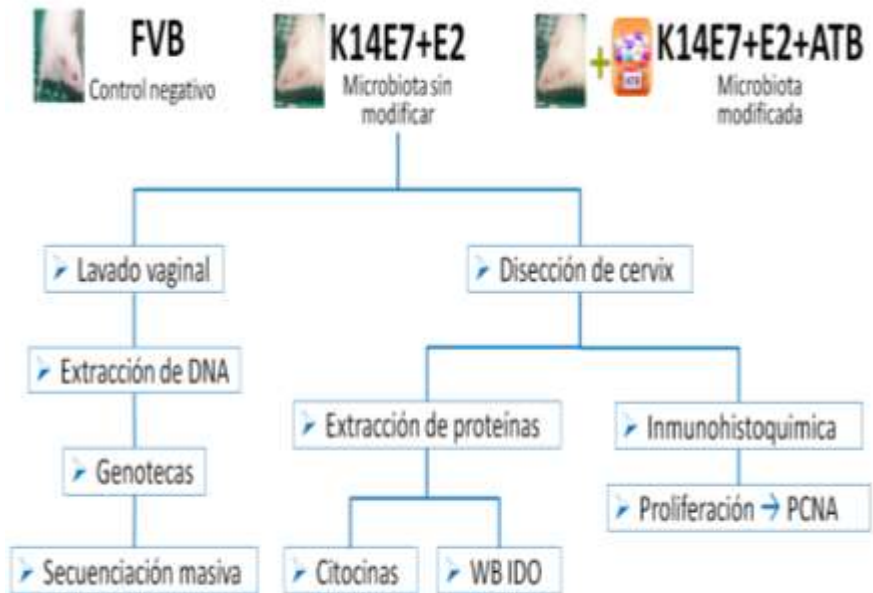 FVB
Control negativo
K14E7+E2
Microbiota sin
modificar
ATB
K14E7+E2+ATB
Microbiota
modificada
Lavado vaginal
Disección de cervix
Extracción de DNA
Extracción de proteínas
Inmunohistoquimica
Genotecas
Proliferación → PCNA
Secuenciación masiva
Citocinas
WB IDO